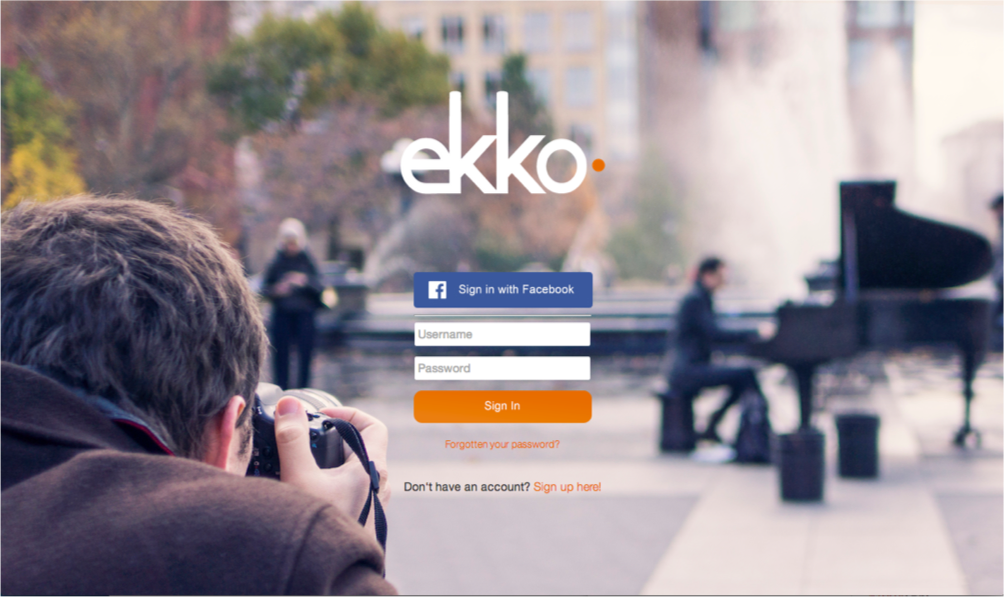 ekko
Sign in with Facebook
Username
Password
Sign In
Forgotten your password?
Don't have an account? Sign up here!